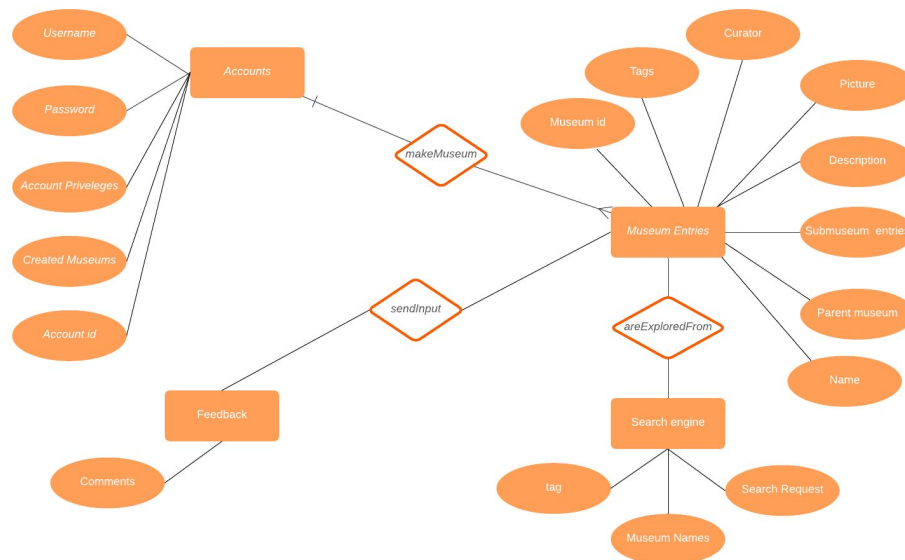 Username
Accounts
Curator
Tags
Picture
Password
Museum id
makeMuseum
Description
Account Priveleges
Museum Entries
Submuseum entries
Created Museums
sendInput
Parent museum
areExploredFrom
Account id
Name
Feedback
Search engine
Comments
tag
Search Request
Museum Names